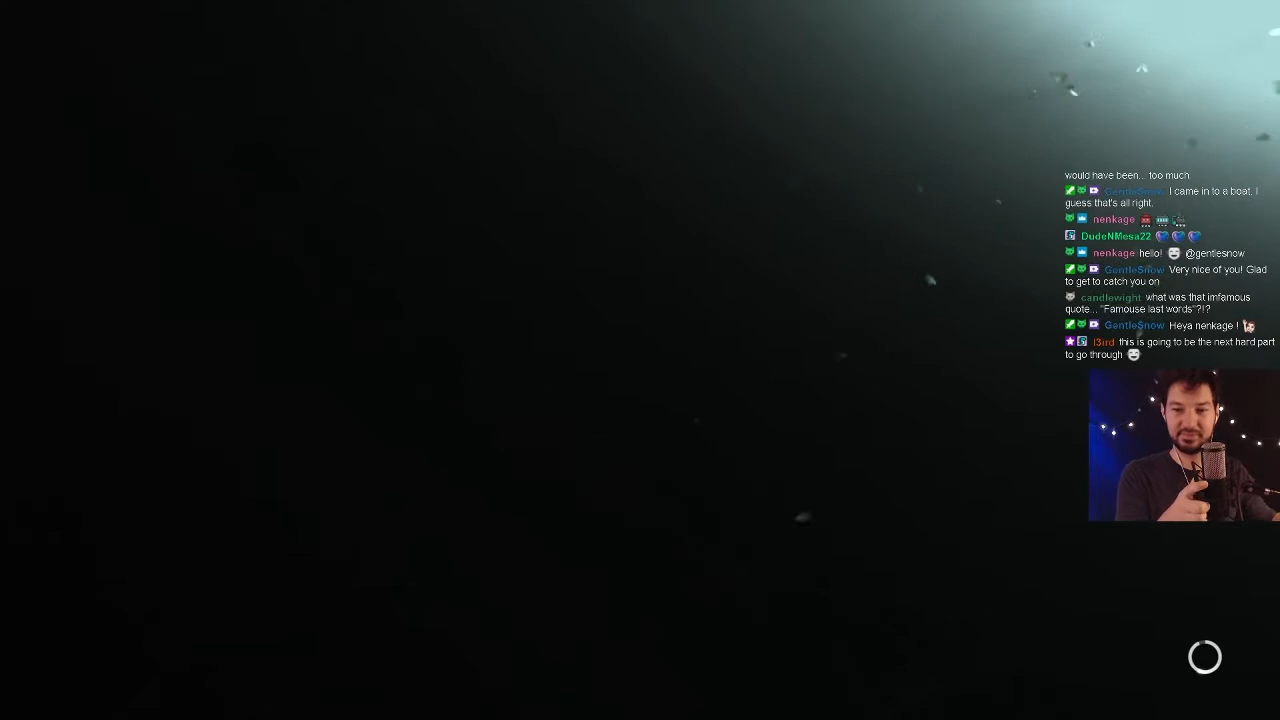 would have been... too much
GentleSnow I came in to a boat. I
guess that's all right.
nenkage
DudeNMesa22
nenkage hello! @gentlesnow
GentleSnow Very nice of you! Glad
to get to catch you on
candlewight what was that imfamous
quote... "Famouse last words"?!?
GentleSnow Heya nenkage !
l3ird this is going to be the next hard part
to go through